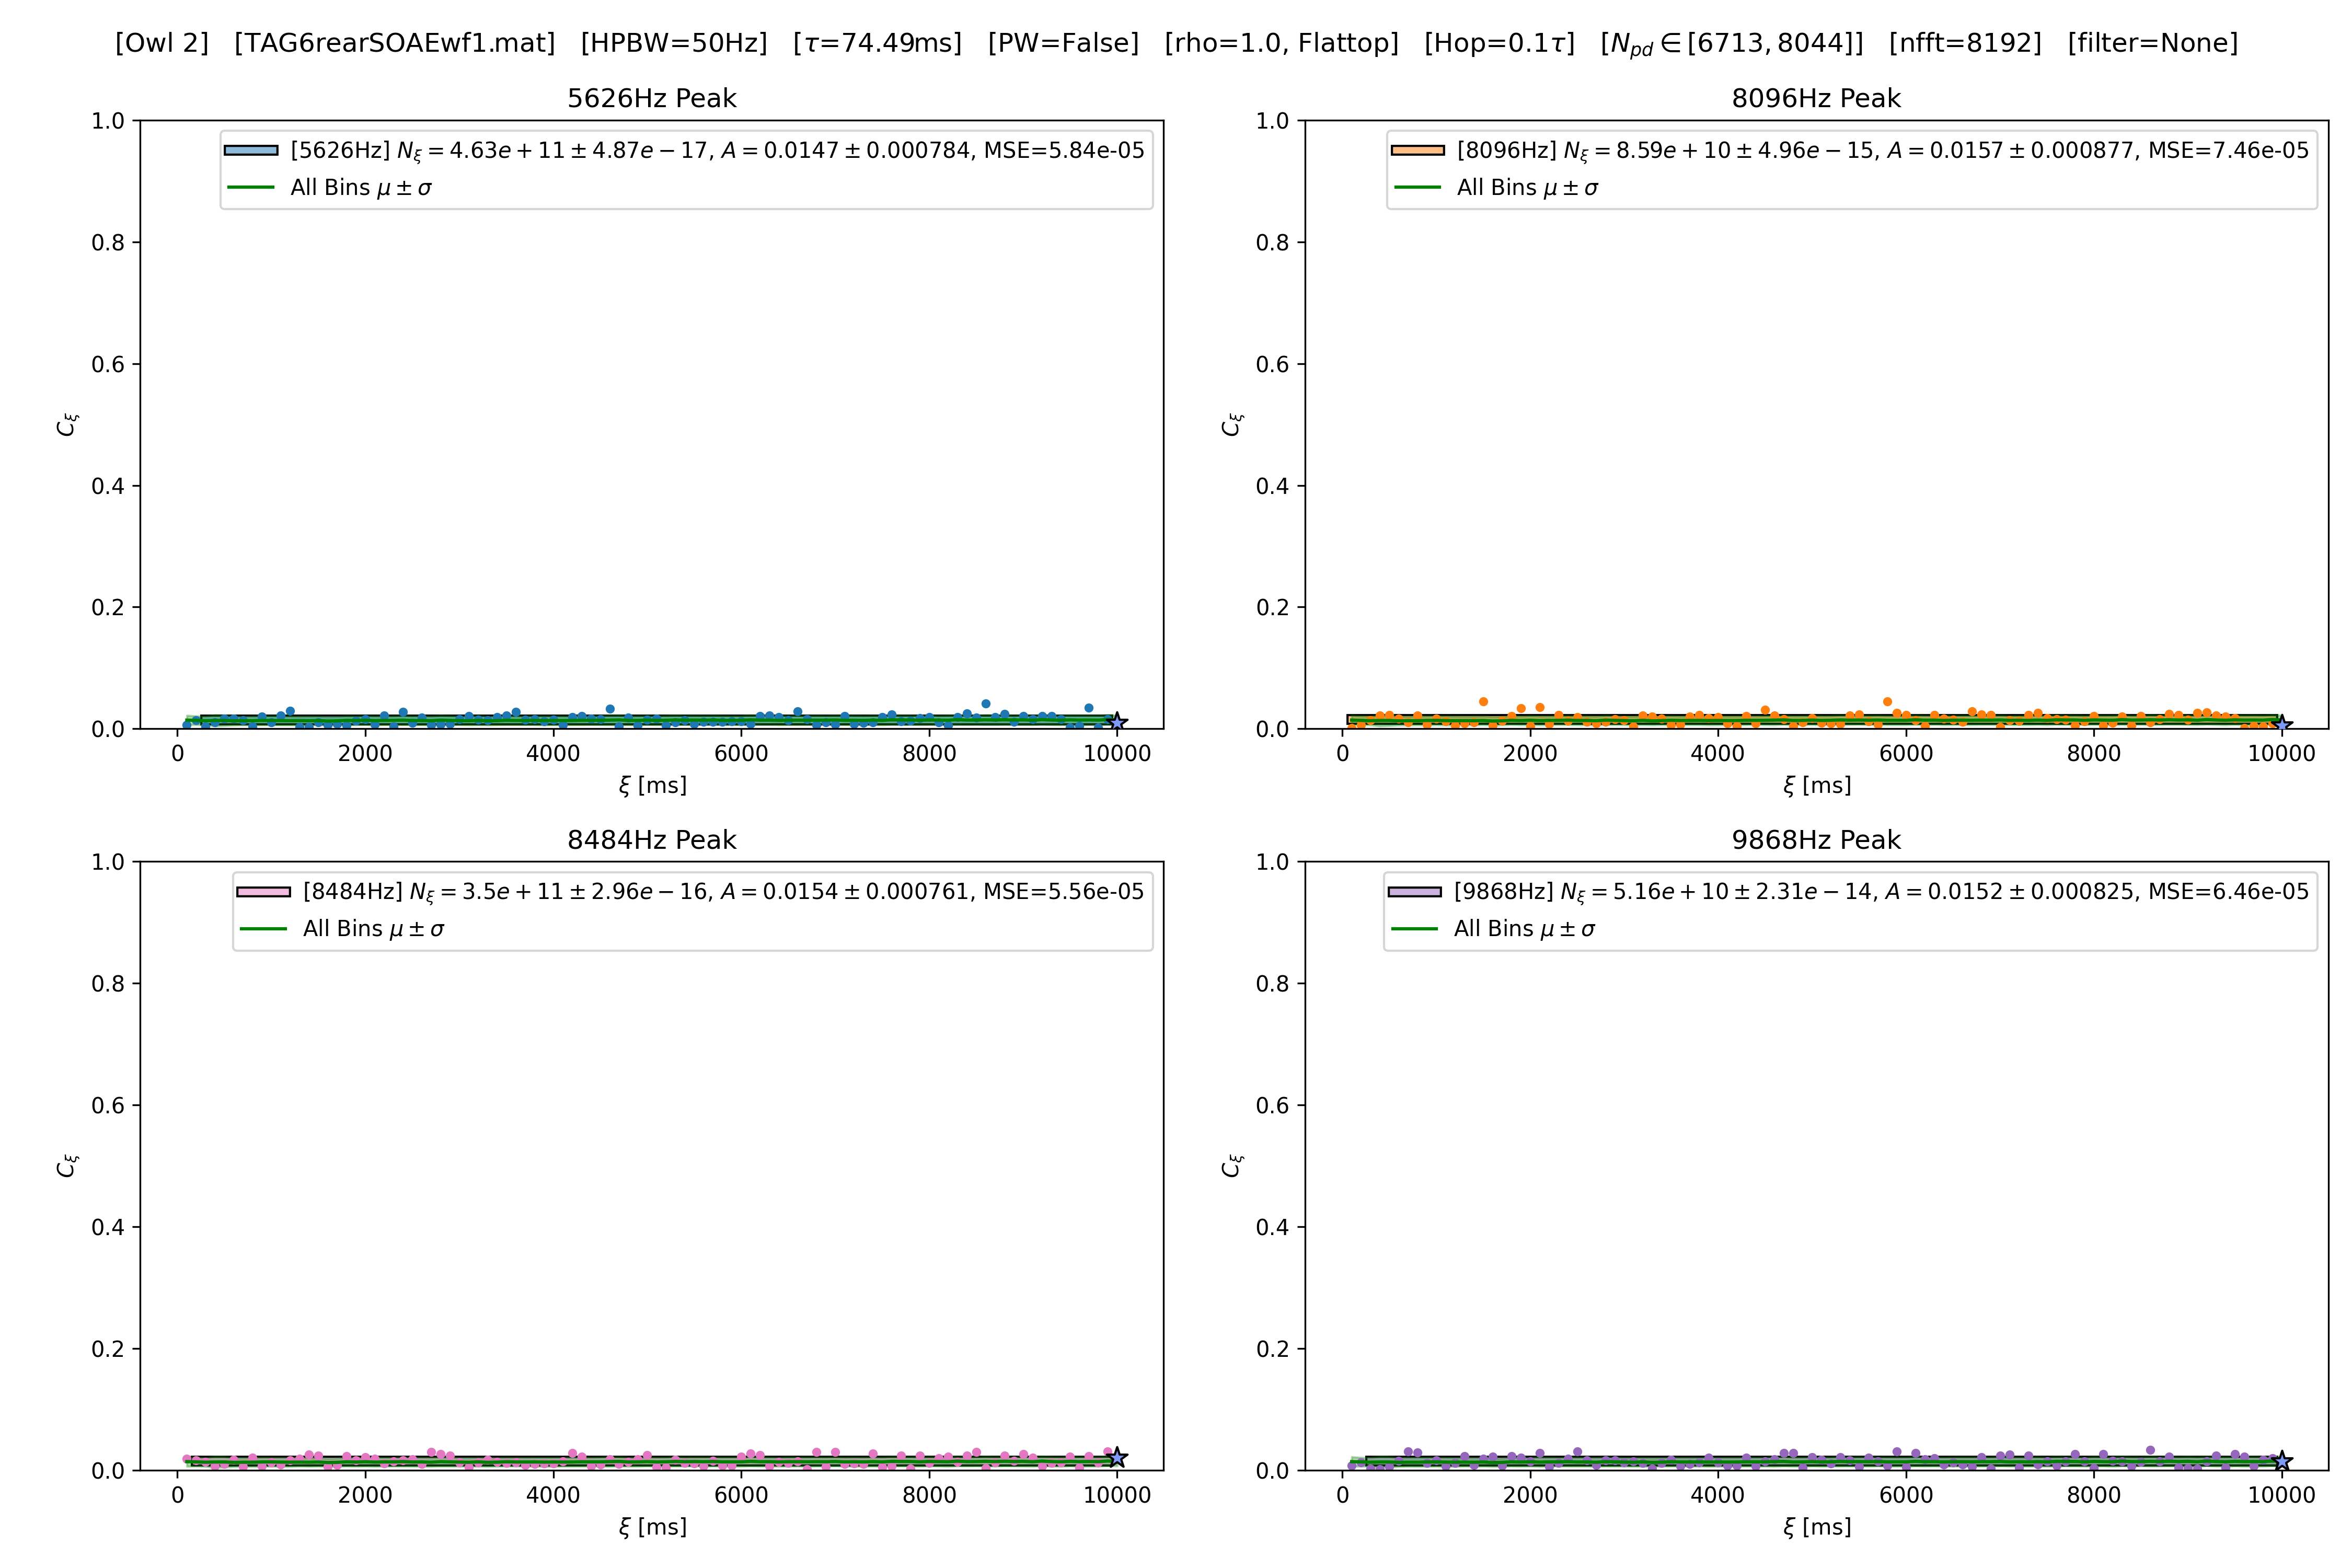 [Owl 2] [TAG6rearSOAEwf1.mat] [HPBW=50Hz] [τ=74.49ms] [PW=False] [rho=1.0, Flattop] [Hop=0.1τ] [N_pd ∈ [6713, 8044]] [nfft=8192] [filter=None]
5626Hz Peak
[5626Hz] N_ξ = 4.63e + 11 ± 4.87e − 17, A = 0.0147 ± 0.000784, MSE=5.84e-05
All Bins μ ± σ
1.0
0.8
0.6
0.4
0.2
0.0
C_ξ
0 2000 4000 6000 8000 10000
ξ [ms]
8096Hz Peak
[8096Hz] N_ξ = 8.59e + 10 ± 4.96e − 15, A = 0.0157 ± 0.000877, MSE=7.46e-05
All Bins μ ± σ
1.0
0.8
0.6
0.4
0.2
0.0
C_ξ
0 2000 4000 6000 8000 10000
ξ [ms]
8484Hz Peak
[8484Hz] N_ξ = 3.5e + 11 ± 2.96e − 16, A = 0.0154 ± 0.000761, MSE=5.56e-05
All Bins μ ± σ
1.0
0.8
0.6
0.4
0.2
0.0
C_ξ
0 2000 4000 6000 8000 10000
ξ [ms]
9868Hz Peak
[9868Hz] N_ξ = 5.16e + 10 ± 2.31e − 14, A = 0.0152 ± 0.000825, MSE=6.46e-05
All Bins μ ± σ
1.0
0.8
0.6
0.4
0.2
0.0
C_ξ
0 2000 4000 6000 8000 10000
ξ [ms]